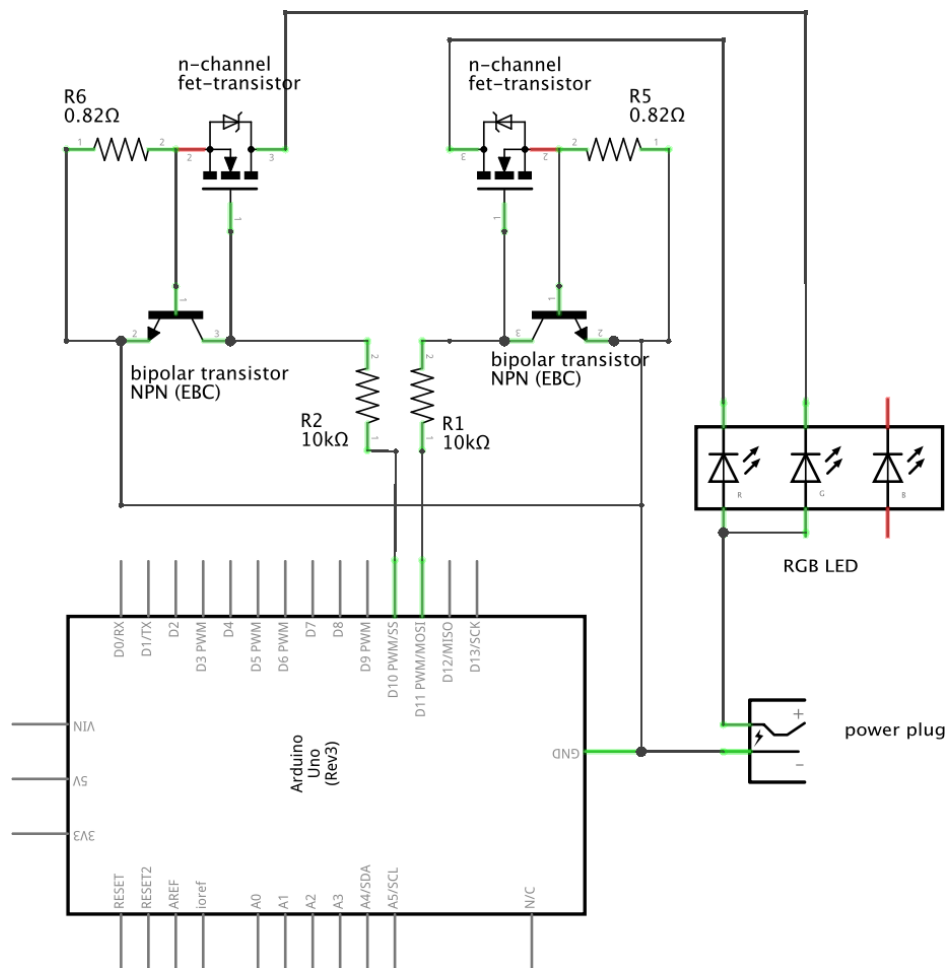 n-channel
fet-transistor
n-channel
fet-transistor
R6
0.82Ω
R5
0.82Ω
1
2
2
3
3
2
2
1
1
1
1
1
2
3
3
2
bipolar transistor
NPN (EBC)
bipolar transistor
NPN (EBC)
2
2
R2
10kΩ
R1
10kΩ
1
1
R
G
B
RGB LED
D0/RX
D1/TX
D2
D3 PWM
D4
D5 PWM
D6 PWM
D7
D8
D9 PWM
D10 PWM/SS
D11 PWM/MOSI
D12/MISO
D13/SCK
VIN
5V
3V3
Arduino
Uno
(Rev3)
GND
+
−
power plug
RESET
RESET2
AREF
ioref
A0
A1
A2
A3
A4/SDA
A5/SCL
N/C